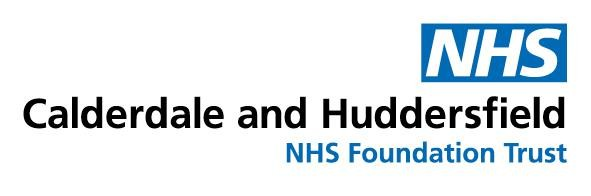 NHS
Calderdale and Huddersfield
NHS Foundation Trust